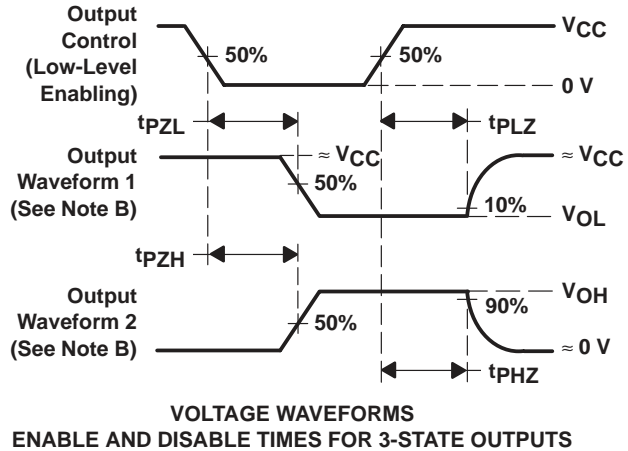 Output
Control
(Low-Level
Enabling)
50%
50%
VCC
0 V
tPZL
tPLZ
Output
Waveform 1
(See Note B)
≈ VCC
50%
≈ VCC
10%
VOL
tPZH
Output
Waveform 2
(See Note B)
50%
VOH
90%
≈ 0 V
tPHZ
VOLTAGE WAVEFORMS
ENABLE AND DISABLE TIMES FOR 3-STATE OUTPUTS